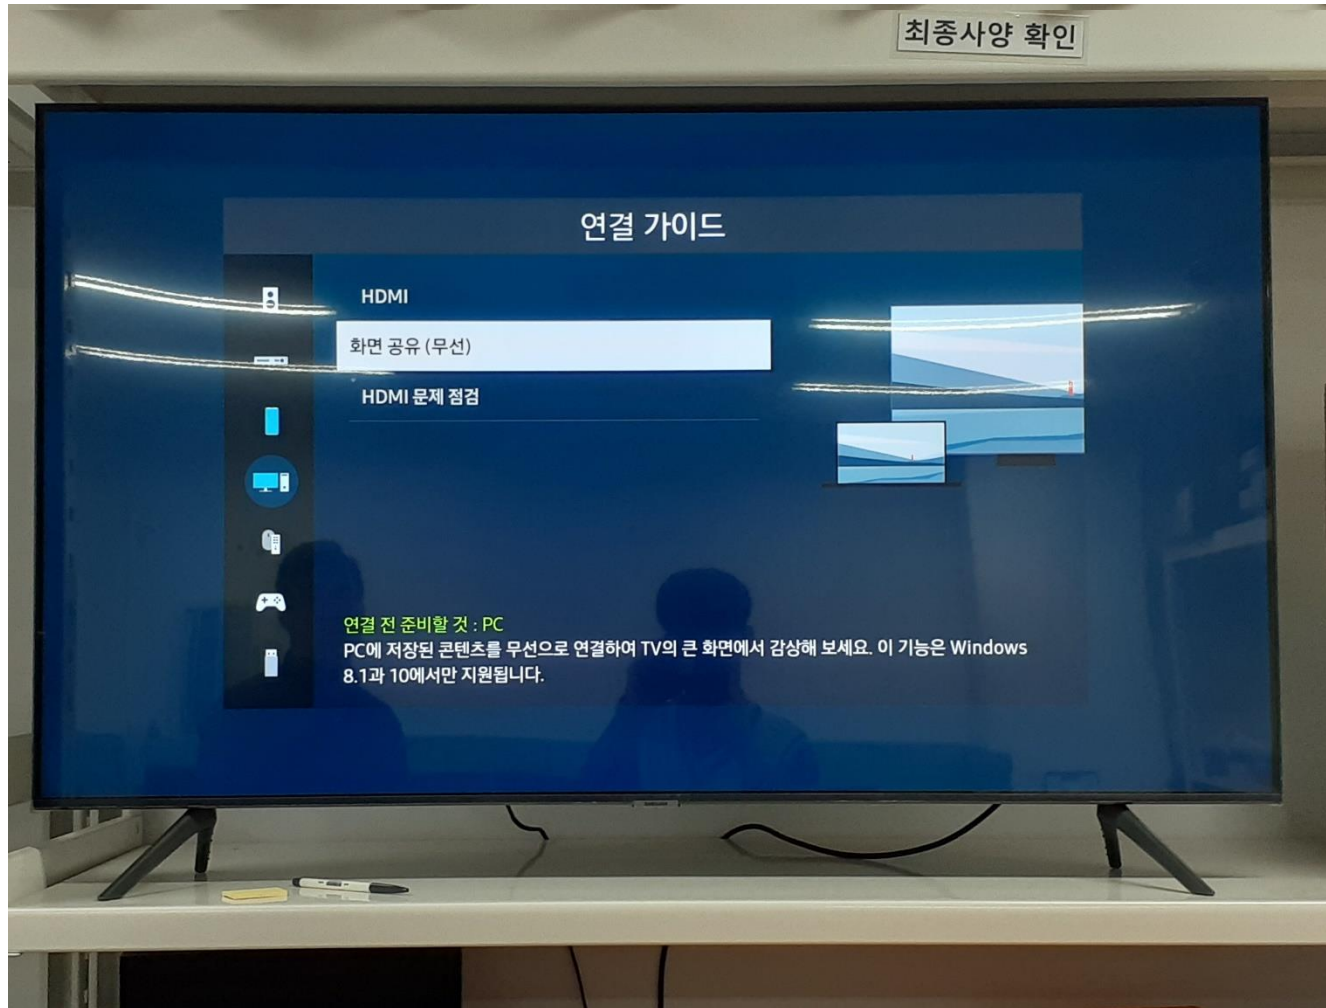 최종사양 확인
연결 가이드
HDMI
화면 공유 (무선)
HDMI 문제 점검
연결 전 준비할 것 : PC
PC에 저장된 콘텐츠를 무선으로 연결하여 TV의 큰 화면에서 감상해 보세요. 이 기능은 Windows
8.1과 10에서만 지원됩니다.